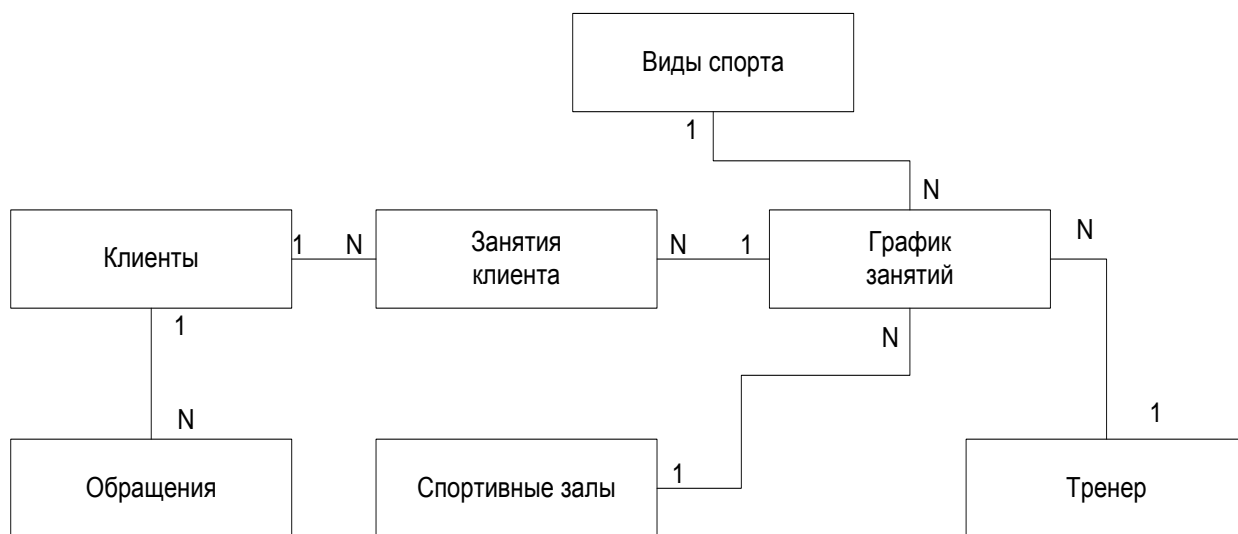 Виды спорта
1
N
Клиенты
1
N
Занятия
клиента
N
1
График
занятий
N
1
N
N
1
Обращения
Спортивные залы
1
Тренер